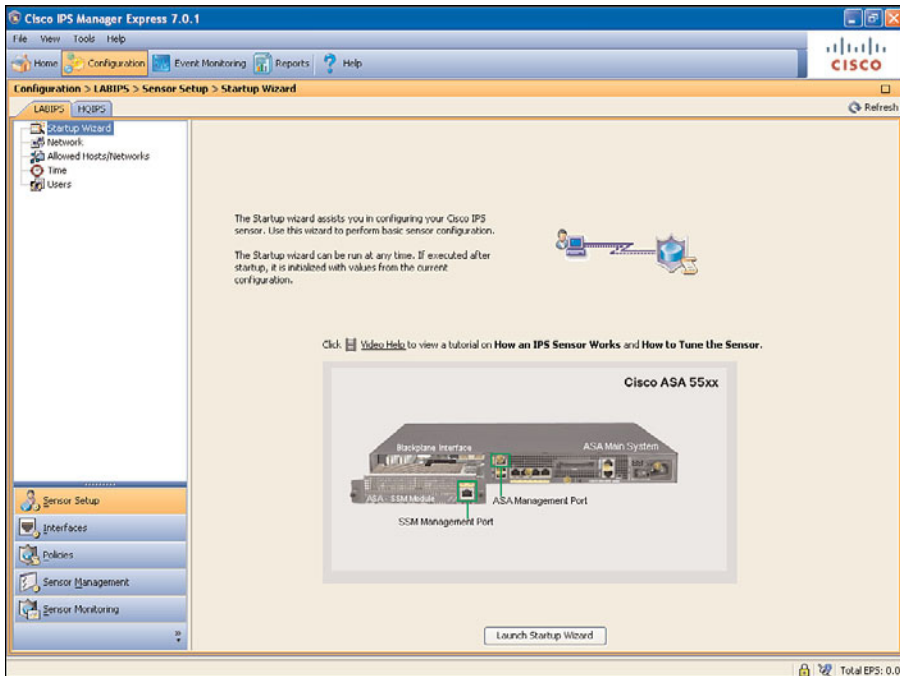 Cisco IPS Manager Express 7.0.1
File View Tools Help
Home Configuration Event Monitoring Reports Help
CISCO
Configuration > LABIPS > Sensor Setup > Startup Wizard
LABIPS HQIPS
Refresh
Startup Wizard
Network
Allowed Hosts/Networks
Time
Users
The Startup wizard assists you in configuring your Cisco IPS
sensor. Use this wizard to perform basic sensor configuration.
The Startup wizard can be run at any time. If executed after
startup, it is initialized with values from the current
configuration.
Click Video Help to view a tutorial on How an IPS Sensor Works and How to Tune the Sensor.
Cisco ASA 55xx
Backplane Interface
ASA Main System
ASA - SSM Module
ASA Management Port
SSM Management Port
Sensor Setup
Interfaces
Policies
Sensor Management
Sensor Monitoring
Launch Startup Wizard
Total EPS: 0.0